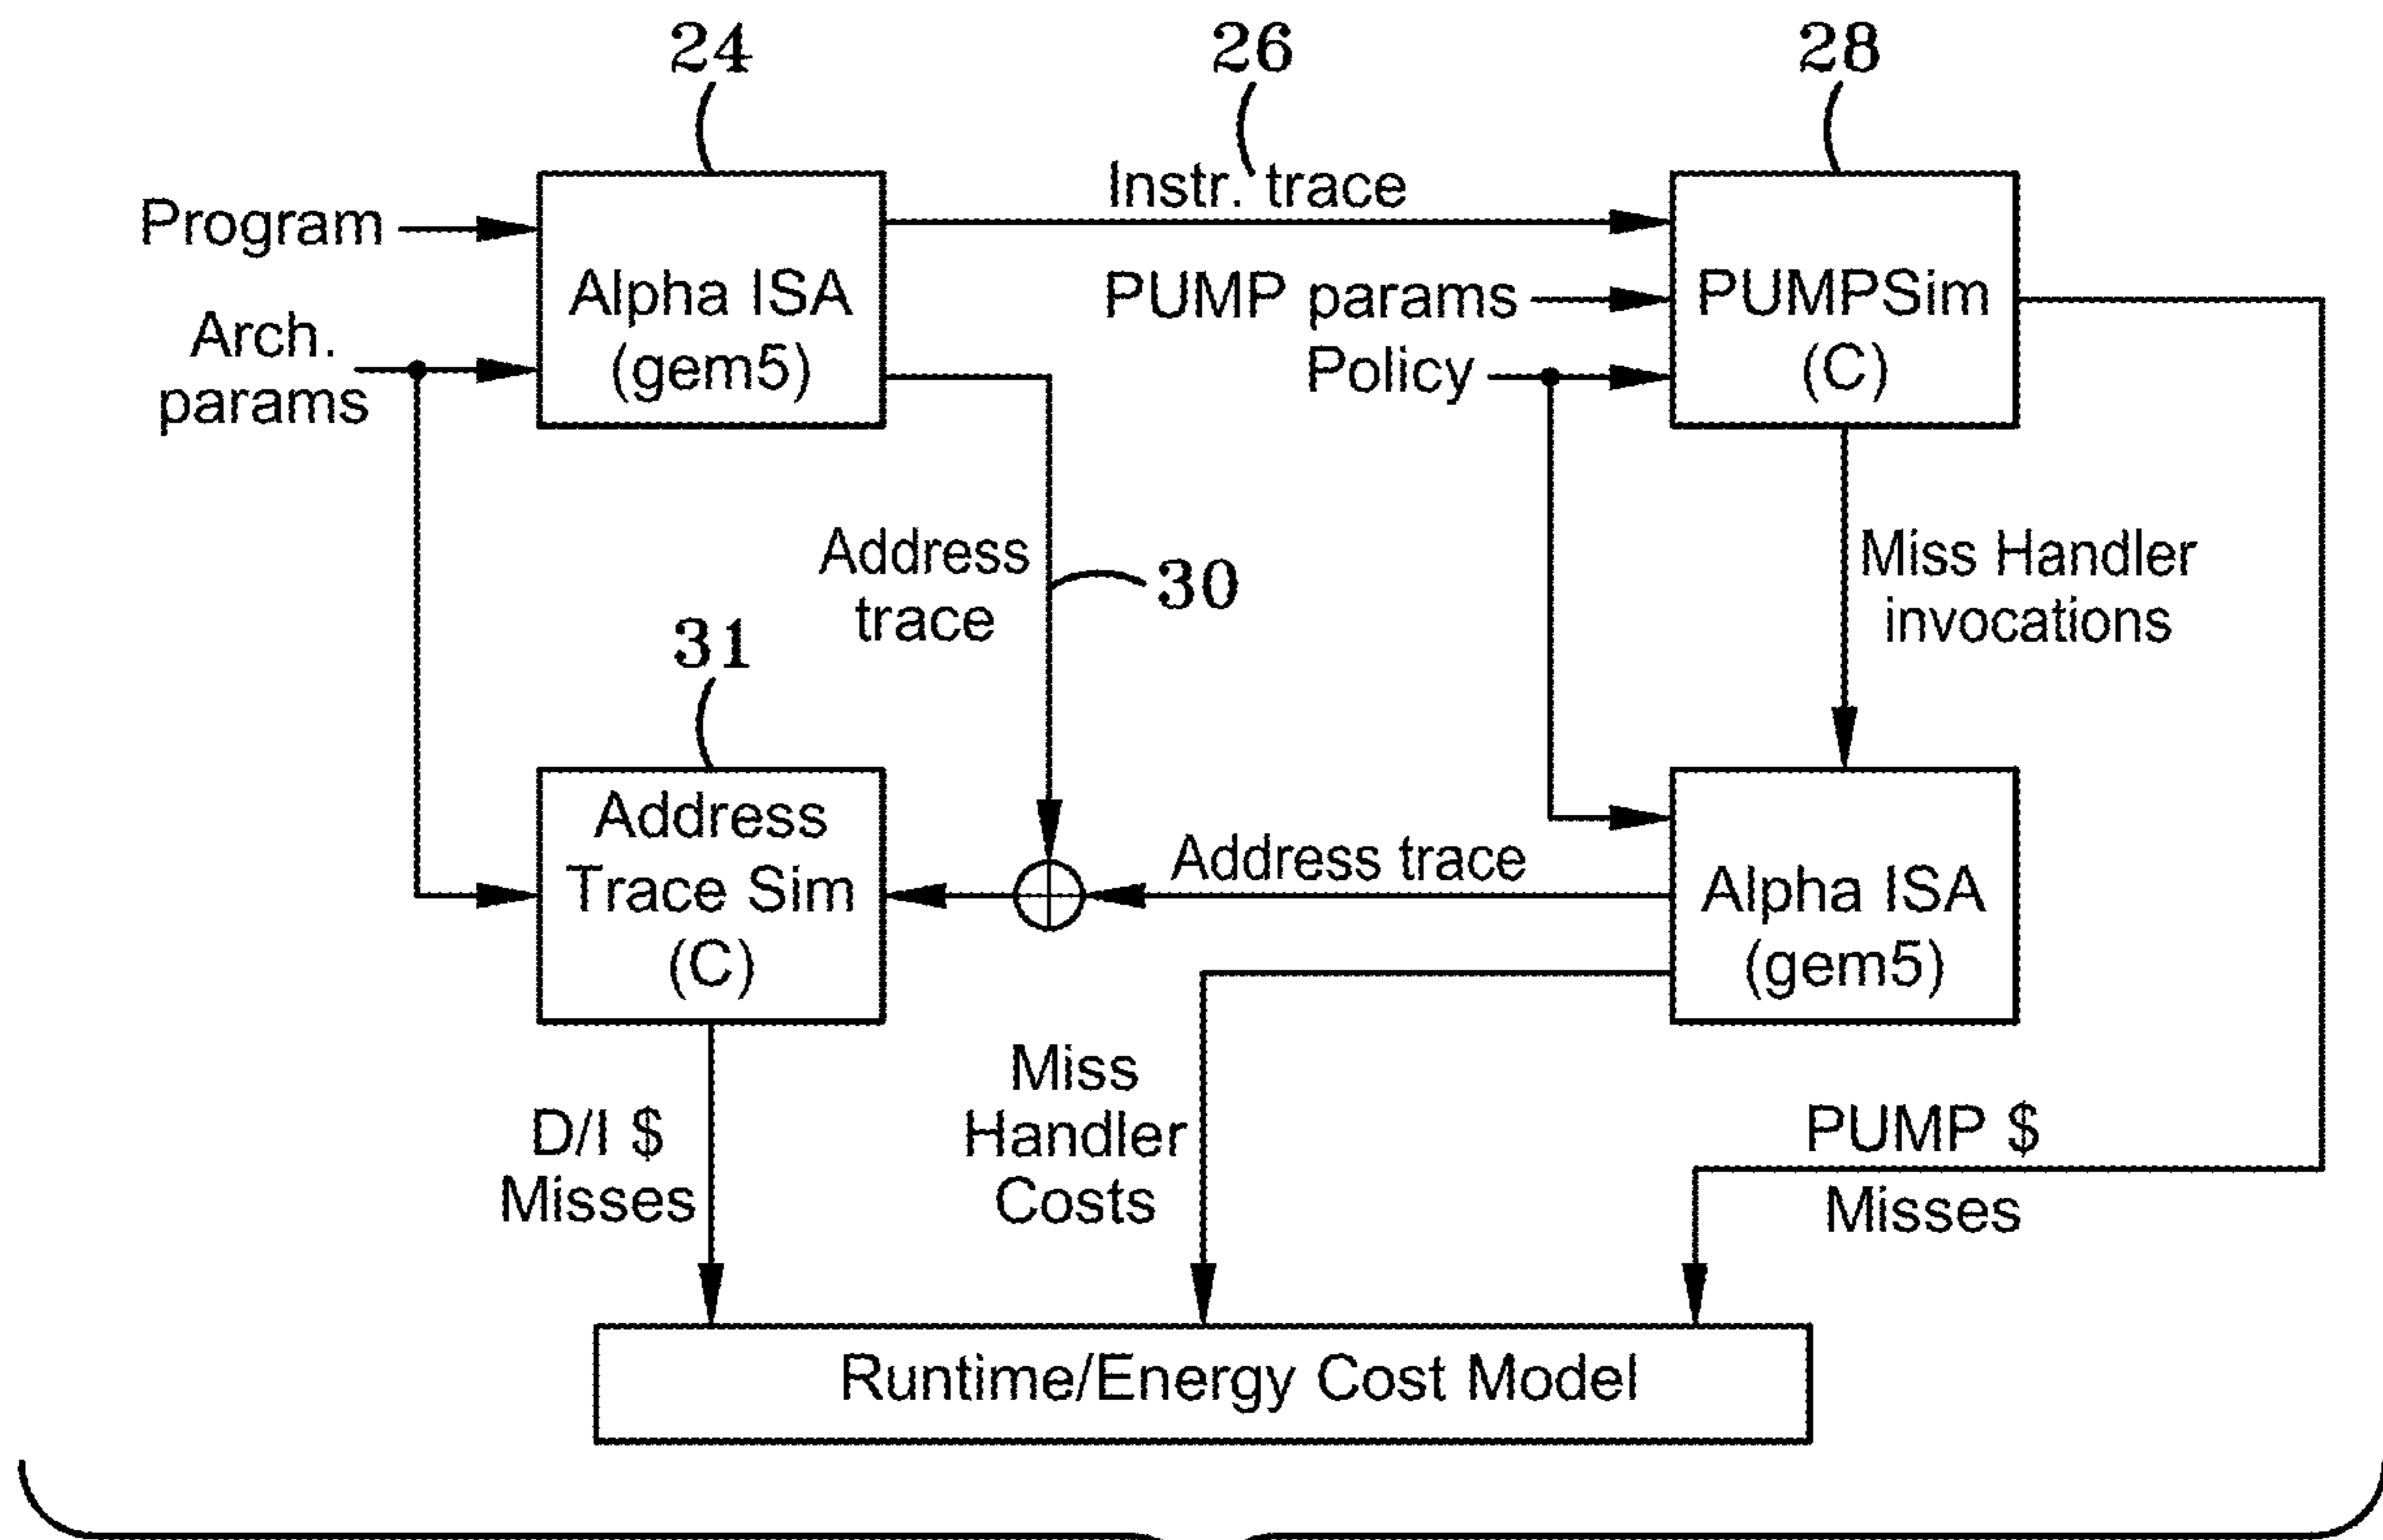 24
26
28
Program
Arch.
params
Alpha ISA
(gem5)
Instr. trace
PUMP params
Policy
PUMPSim
(C)
Address
trace
30
Miss Handler
invocations
31
Address
Trace Sim
(C)
Address trace
Alpha ISA
(gem5)
D/I $
Misses
Miss
Handler
Costs
PUMP $
Misses
Runtime/Energy Cost Model